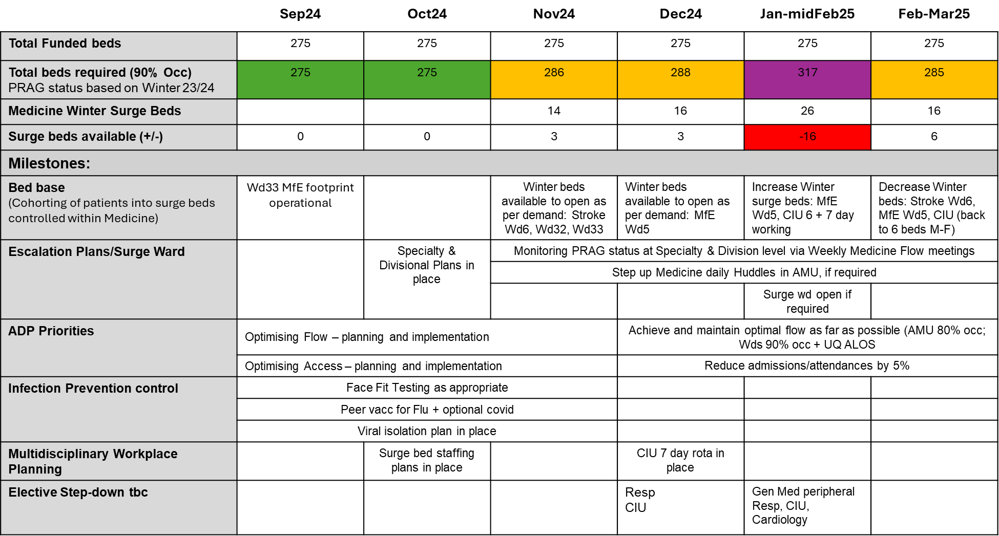 Sep24 Oct24 Nov24 Dec24 Jan-midFeb25 Feb-Mar25
Total Funded beds 275 275 275 275 275 275
Total beds required (90% Occ) 275 275 286 288 317 285
PRAG status based on Winter 23/24
Medicine Winter Surge Beds 14 16 26 16
Surge beds available (+/-) 0 0 3 3 -16 6
Milestones:
Bed base
(Cohorting of patients into surge beds
controlled within Medicine)
Wd33 MfE footprint
operational
Winter beds
available to open as
per demand: Stroke
Wd6, Wd32, Wd33
Winter beds
available to open as
per demand: MfE
Wd5
Increase Winter
surge beds: MfE
Wd5, CIU 6 + 7 day
working
Decrease Winter
beds: Stroke Wd6,
MfE Wd5, CIU (back
to 6 beds M-F)
Escalation Plans/Surge Ward
Specialty &
Divisional Plans in
place
Monitoring PRAG status at Specialty & Division level via Weekly Medicine Flow meetings
Step up Medicine daily Huddles in AMU, if required
Surge wd open if
required
ADP Priorities
Optimising Flow – planning and implementation
Achieve and maintain optimal flow as far as possible (AMU 80% occ;
Wds 90% occ + UQ ALOS
Optimising Access – planning and implementation
Reduce admissions/attendances by 5%
Infection Prevention control
Face Fit Testing as appropriate
Peer vacc for Flu + optional covid
Viral isolation plan in place
Multidisciplinary Workplace
Planning
Surge bed staffing
plans in place
CIU 7 day rota in
place
Elective Step-down tbc
Resp
CIU
Gen Med peripheral
Resp, CIU,
Cardiology